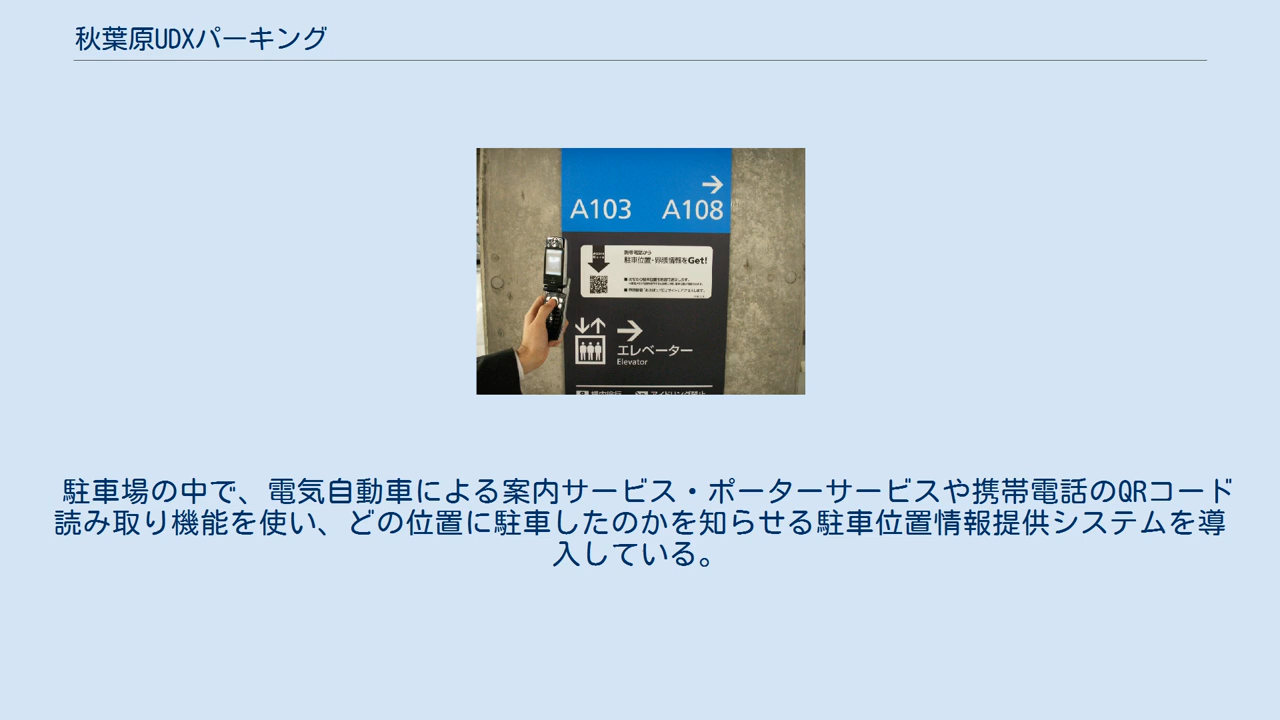 秋葉原UDXパーキング
→
A103 A108
駐車位置・界隈情報をGet!
エレベーター
Elevator
駐車場の中で、電気自動車による案内サービス・ポーターサービスや携帯電話のQRコード
読み取り機能を使い、どの位置に駐車したのかを知らせる駐車位置情報提供システムを導
入している。